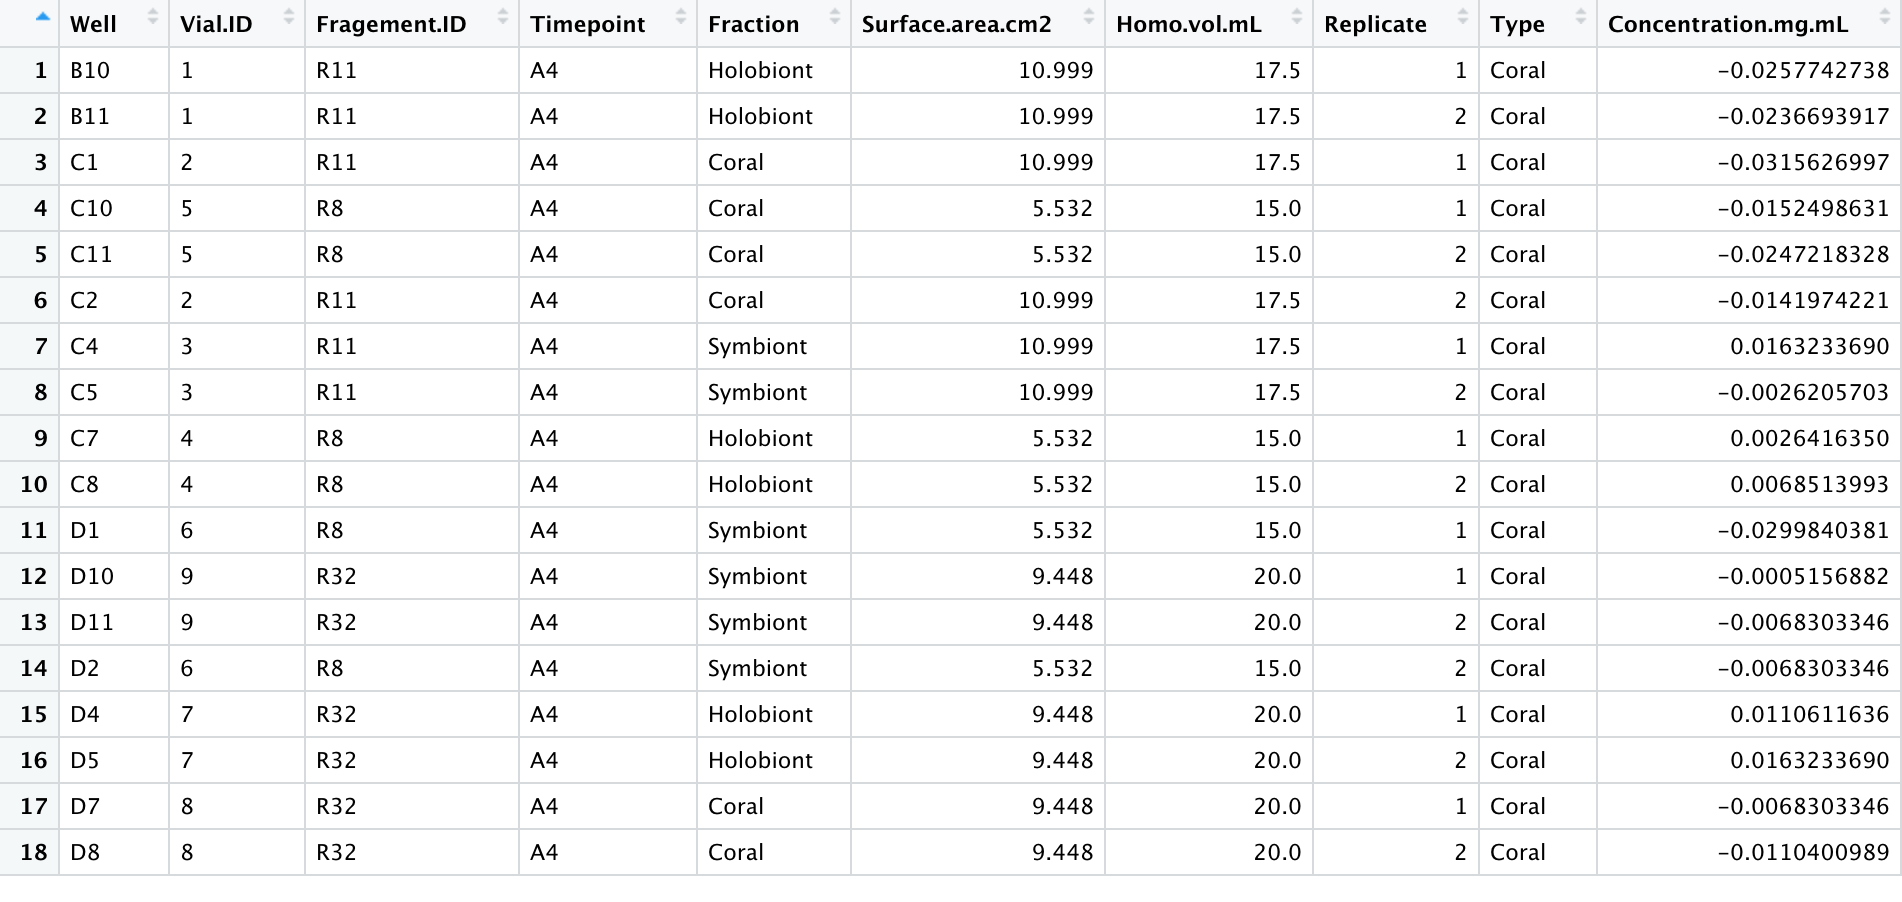 Well Vial.ID Fragement.ID Timepoint Fraction Surface.area.cm2 Homo.vol.mL Replicate Type Concentration.mg.mL
1 B10 1 R11 A4 Holobiont 10.999 17.5 1 Coral −0.0257742738
2 B11 1 R11 A4 Holobiont 10.999 17.5 2 Coral −0.0236693917
3 C1 2 R11 A4 Coral 10.999 17.5 1 Coral −0.0315626997
4 C10 5 R8 A4 Coral 5.532 15.0 1 Coral −0.0152498631
5 C11 5 R8 A4 Coral 5.532 15.0 2 Coral −0.0247218328
6 C2 2 R11 A4 Coral 10.999 17.5 2 Coral −0.0141974221
7 C4 3 R11 A4 Symbiont 10.999 17.5 1 Coral 0.0163233690
8 C5 3 R11 A4 Symbiont 10.999 17.5 2 Coral −0.0026205703
9 C7 4 R8 A4 Holobiont 5.532 15.0 1 Coral 0.0026416350
10 C8 4 R8 A4 Holobiont 5.532 15.0 2 Coral 0.0068513993
11 D1 6 R8 A4 Symbiont 5.532 15.0 1 Coral −0.0299840381
12 D10 9 R32 A4 Symbiont 9.448 20.0 1 Coral −0.0005156882
13 D11 9 R32 A4 Symbiont 9.448 20.0 2 Coral −0.0068303346
14 D2 6 R8 A4 Symbiont 5.532 15.0 2 Coral −0.0068303346
15 D4 7 R32 A4 Holobiont 9.448 20.0 1 Coral 0.0110611636
16 D5 7 R32 A4 Holobiont 9.448 20.0 2 Coral 0.0163233690
17 D7 8 R32 A4 Coral 9.448 20.0 1 Coral −0.0068303346
18 D8 8 R32 A4 Coral 9.448 20.0 2 Coral −0.0110400989